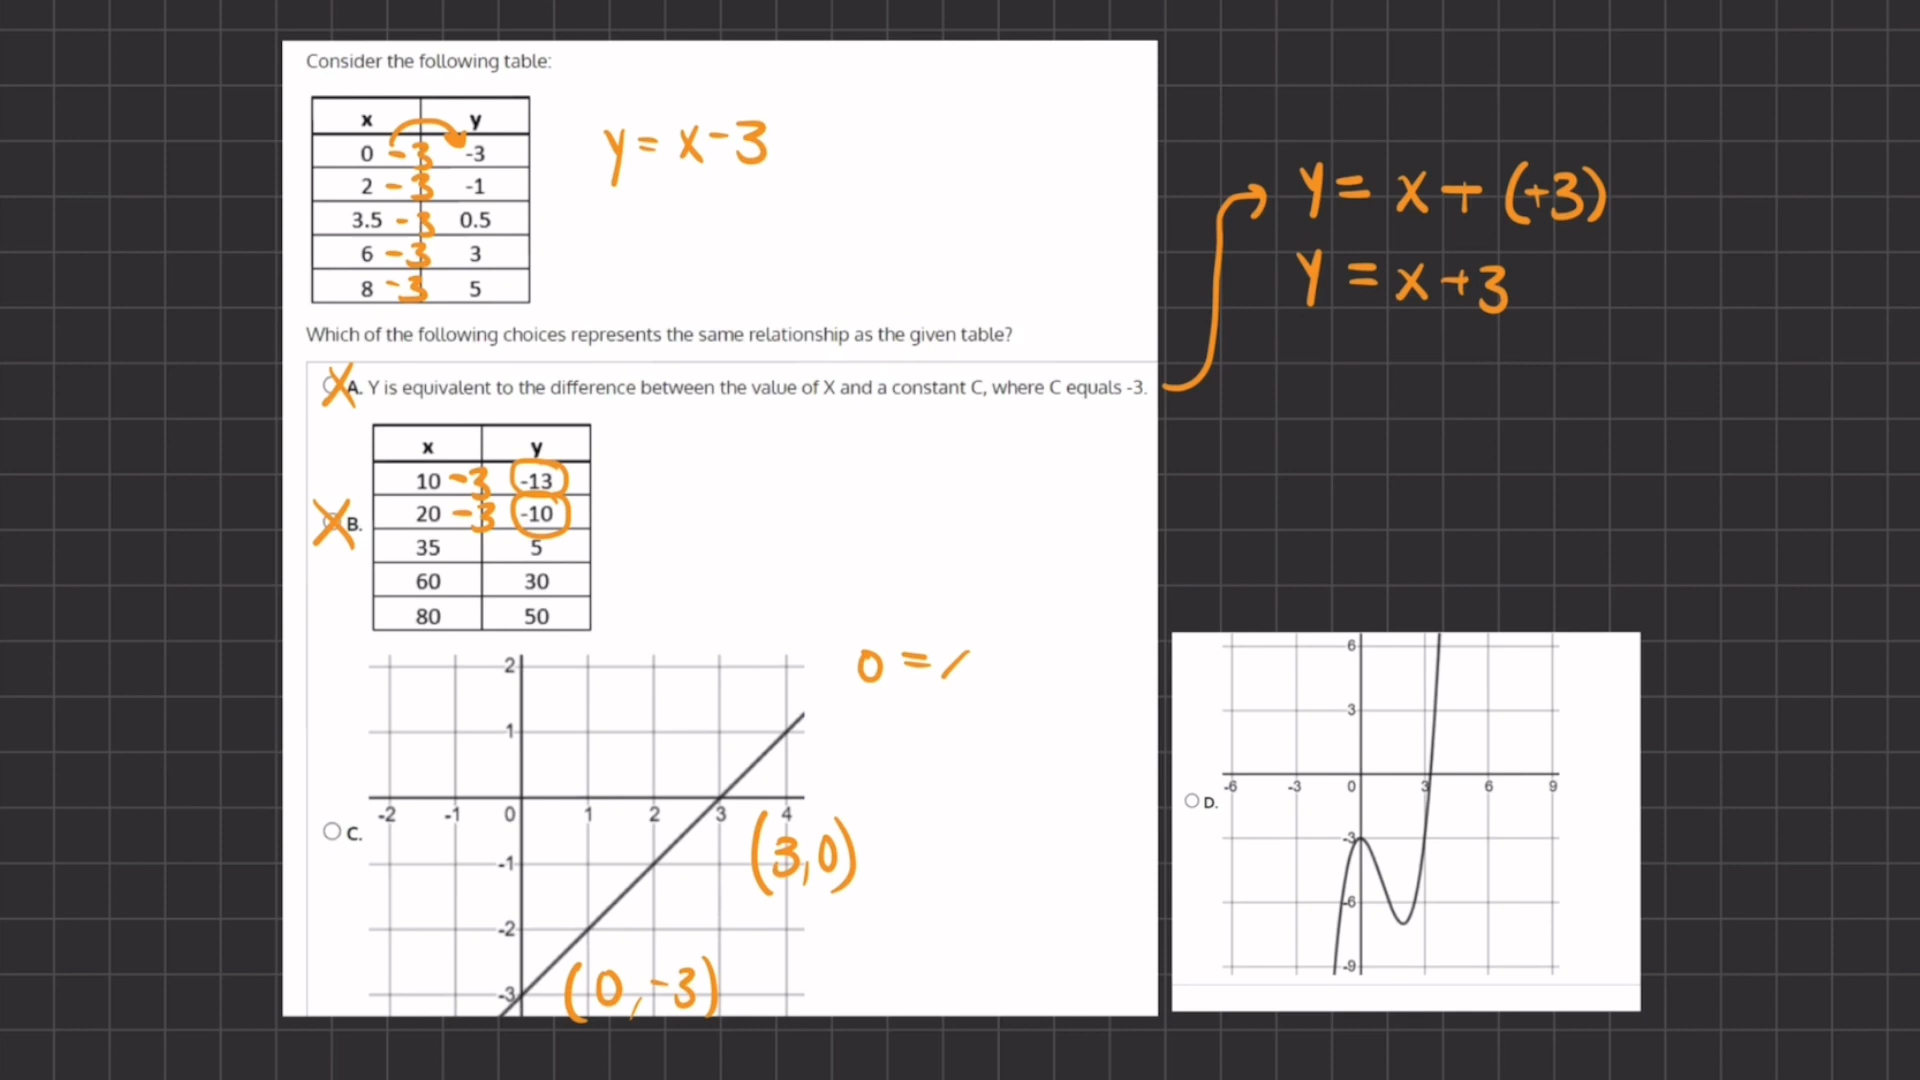 Consider the following table:
x y
0 -3 -3
2 -3 -1
3.5 -3 0.5
6 -3 3
8 -3 5
y = x - 3
Which of the following choices represents the same relationship as the given table?
X A. Y is equivalent to the difference between the value of X and a constant C, where C equals -3.
y = x + (+3)
y = x + 3
x y
10 -3 -13
20 -3 -10
X B.
35 5
60 30
80 50
0 =
2
1
-2 -1 0 1 2 3 4
C.
(3,0)
-1
-2
-3
(0,-3)
6
3
-6 -3 0 3 6 9
D.
-3
-6
-9